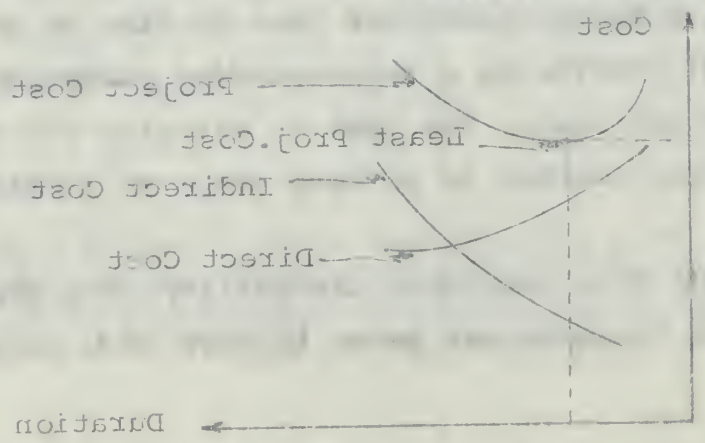 Cost
Project Cost
Least Proj.Cost
Indirect Cost
Direct Cost
Duration